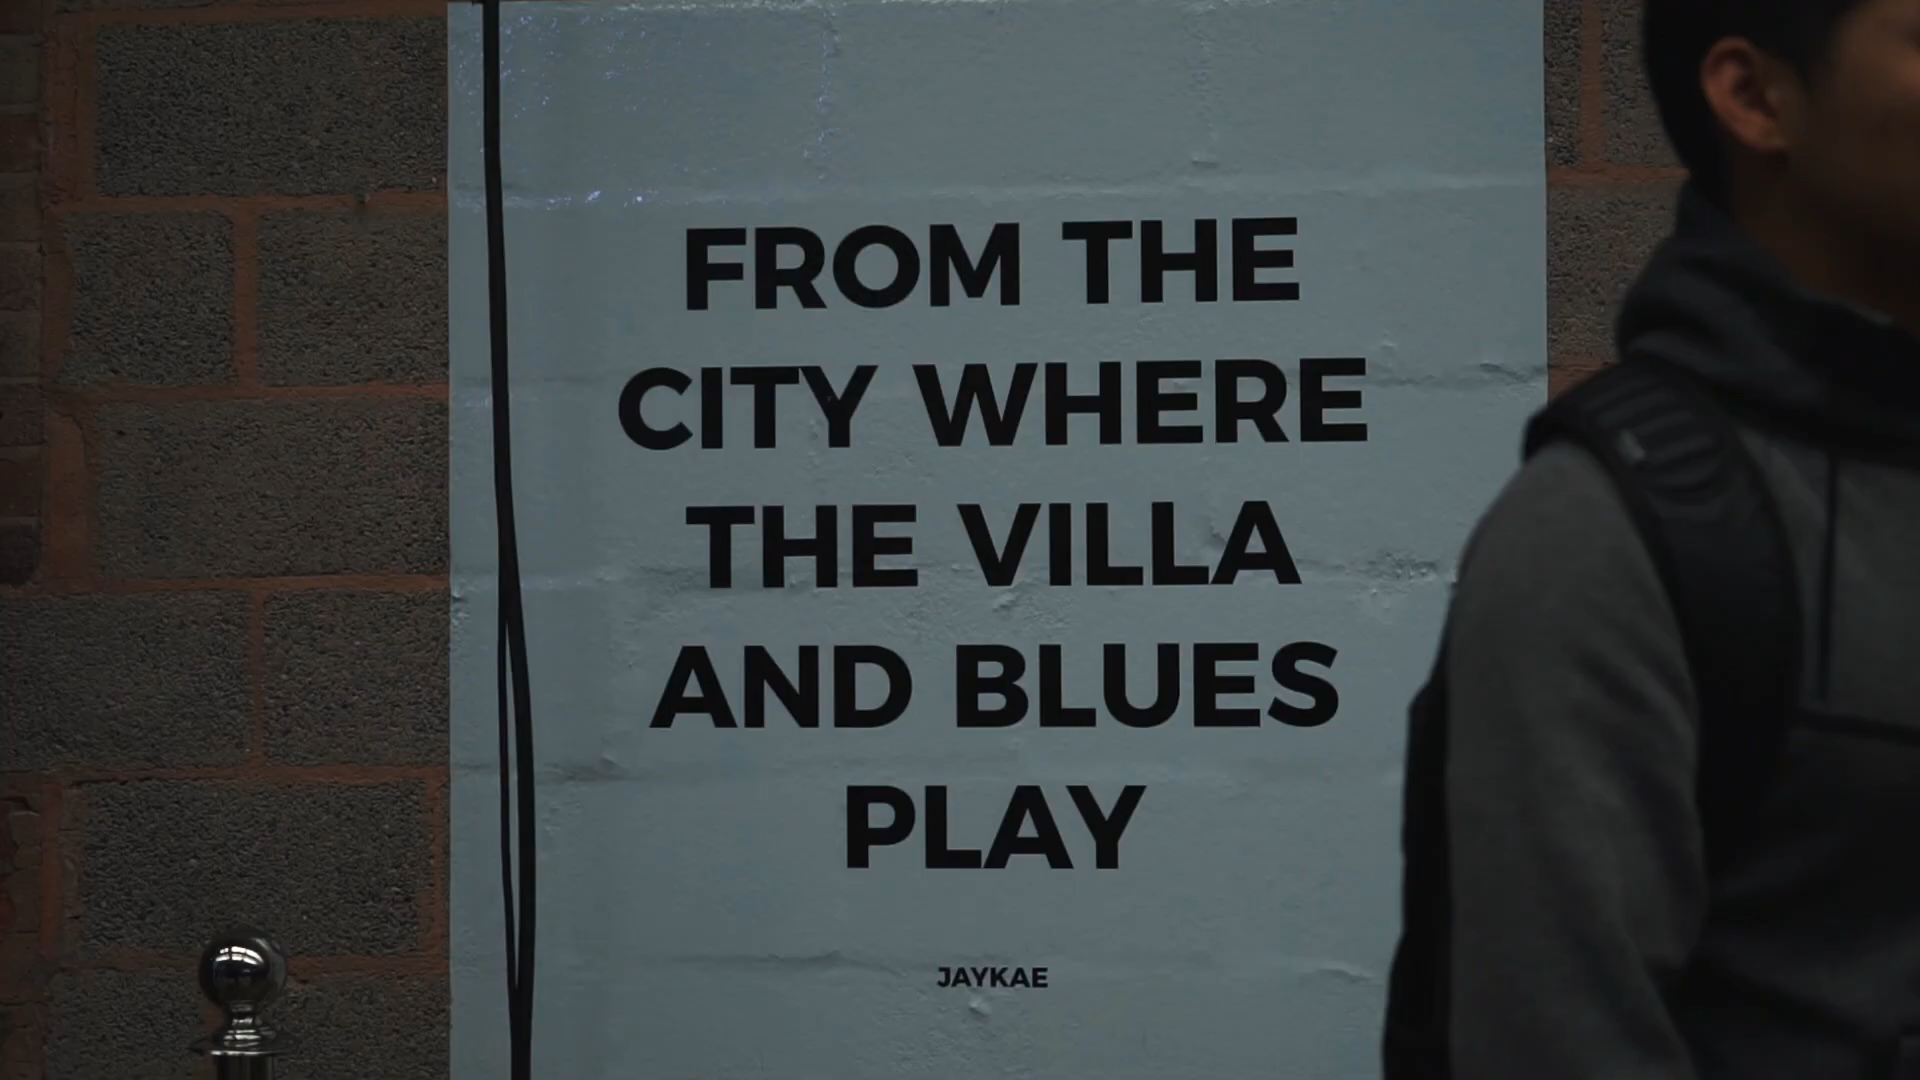 FROM THE
CITY WHERE
THE VILLA
AND BLUES
PLAY
JAYKAE